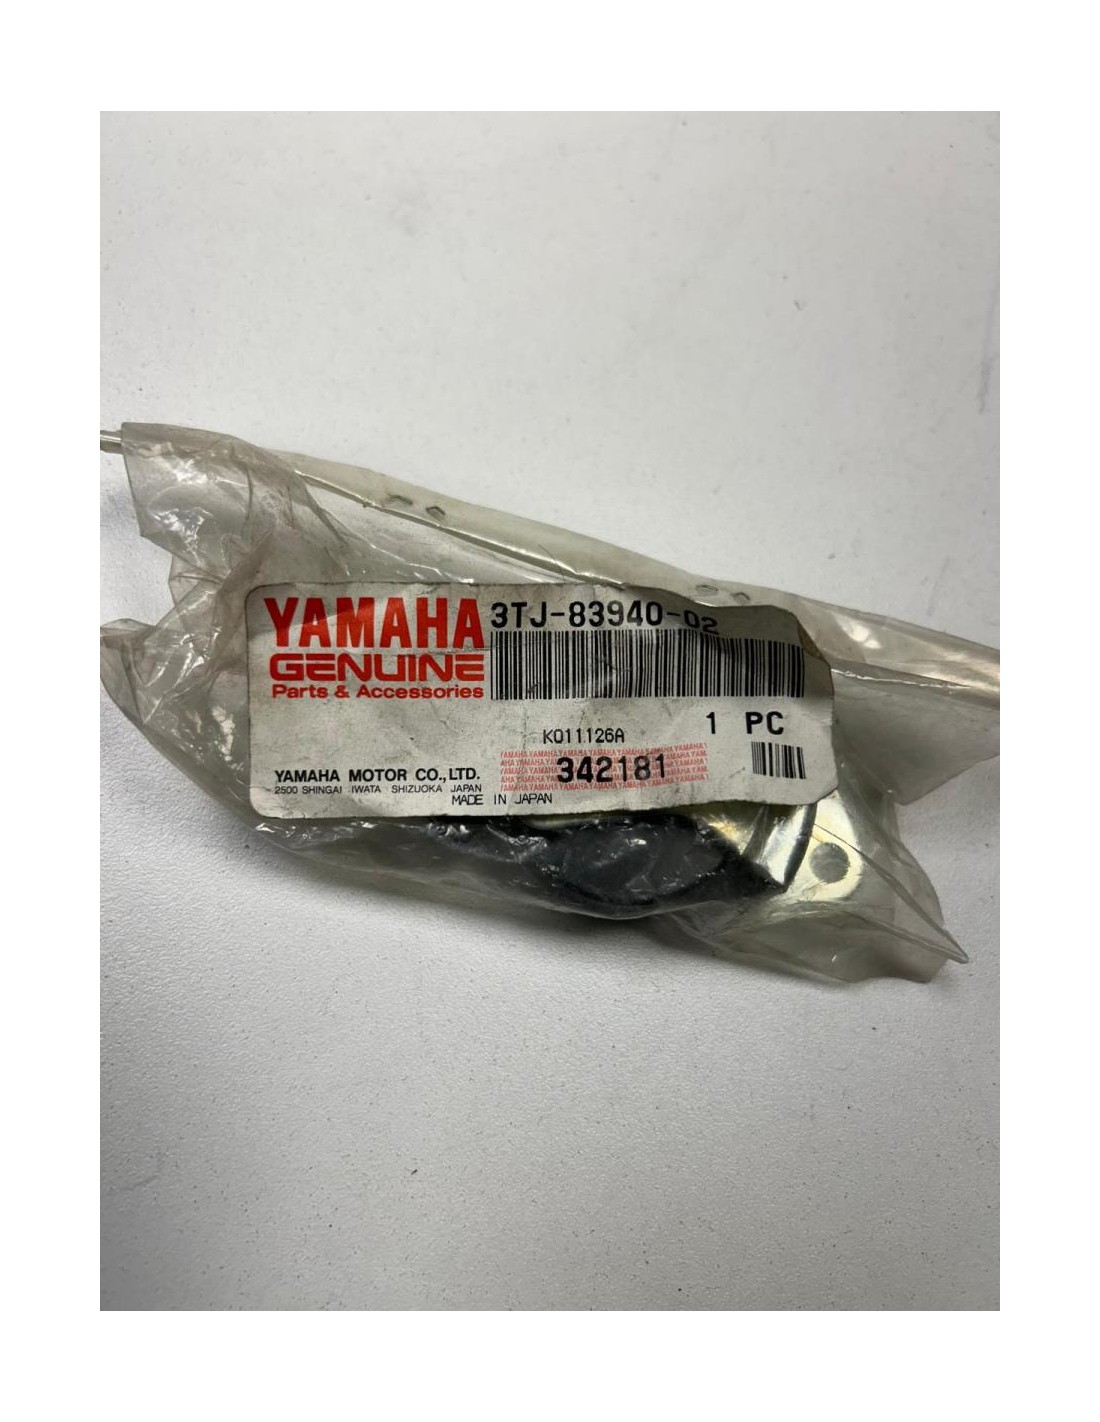 YAMAHA 3TJ-83940-02
GENUINE
Parts & Accessories
1 PC
K011126A
342181
YAMAHA MOTOR CO., LTD.
2500 SHINGAI IWATA SHIZUOKA JAPAN
MADE IN JAPAN